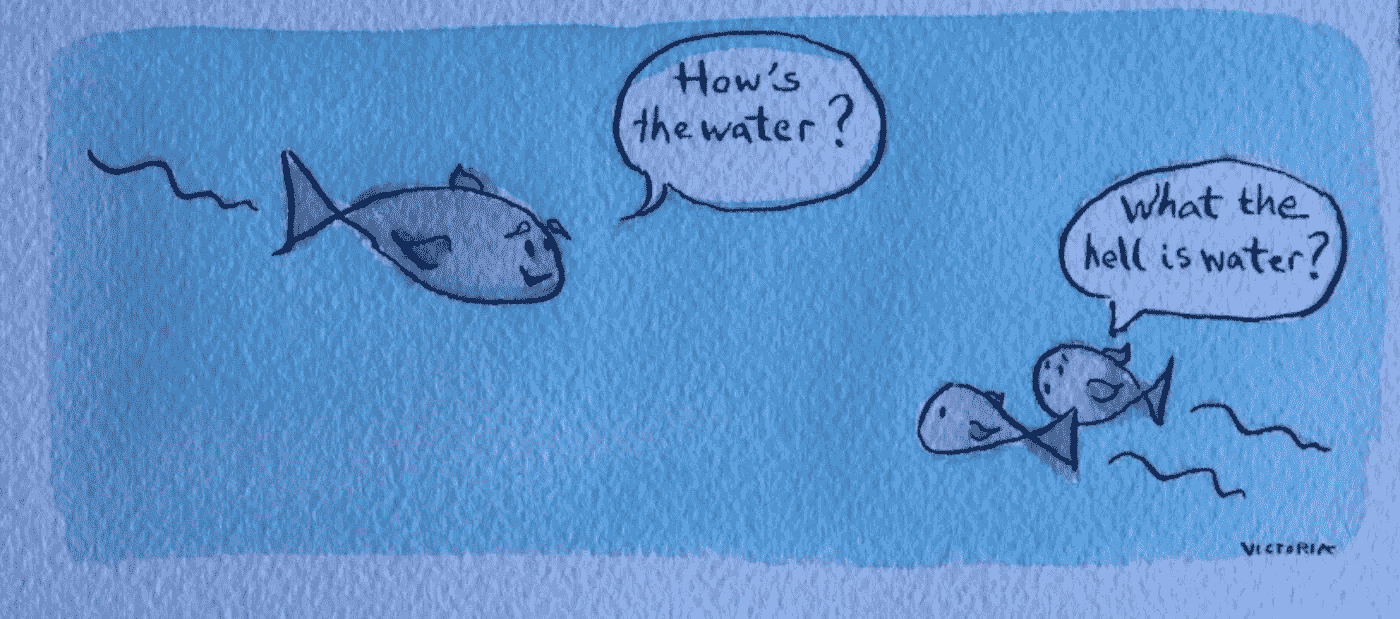 How's
the water?
What the
hell is water?
VICTORIA